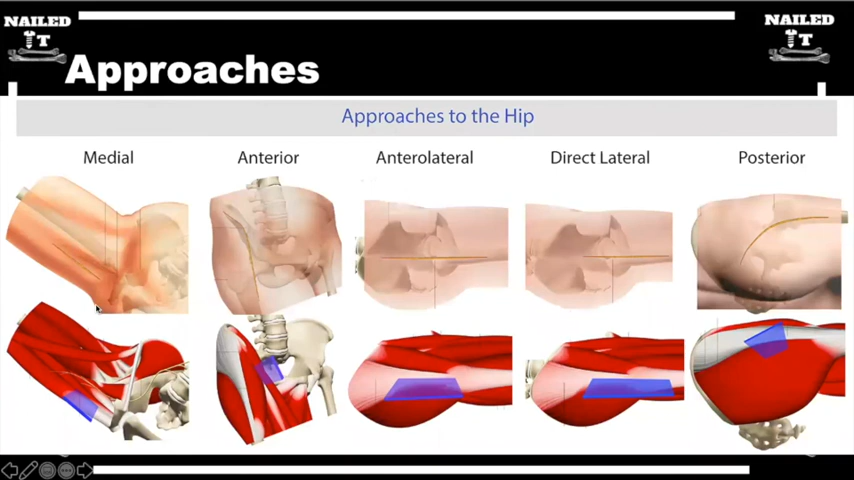 NAILED
IT
NAILED
IT
Approaches
Approaches to the Hip
Medial
Anterior
Anterolateral
Direct Lateral
Posterior